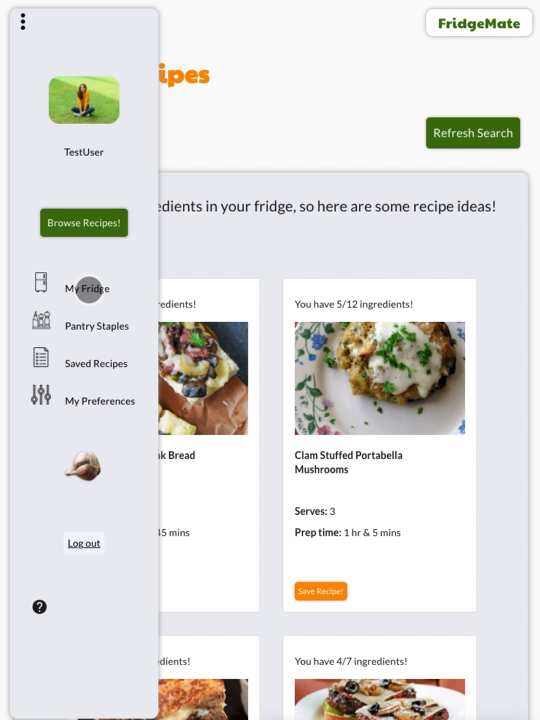 FridgeMate
ipes
Refresh Search
TestUser
Browse Recipes!
edients in your fridge, so here are some recipe ideas!
My Fridge
Pantry Staples
Saved Recipes
My Preferences
Log out
?
redients!
nk Bread
45 mins
You have 5/12 ingredients!
Clam Stuffed Portabella
Mushrooms
Serves: 3
Prep time: 1 hr & 5 mins
Save Recipe!
edients!
You have 4/7 ingredients!